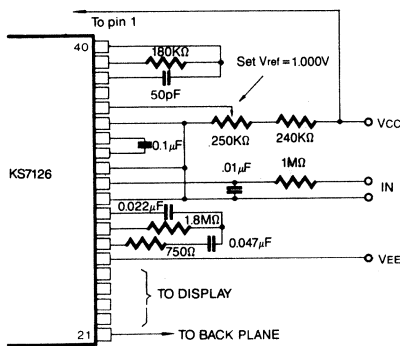 To pin 1
40
180KΩ
Set Vref = 1.000V
50pF
VCC
250KΩ
240KΩ
0.1µF
KS7126
.01µF
1MΩ
IN
0.022µF
1.8MΩ
0.047µF
750Ω
VEE
TO DISPLAY
21
TO BACK PLANE